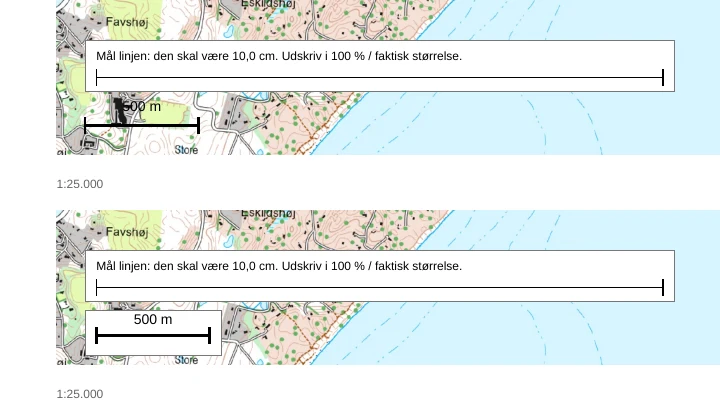 Eskildshøj
Favshøj
Mål linjen: den skal være 10,0 cm. Udskriv i 100 % / faktisk størrelse.
500 m
øj
Store
1:25.000
Eskildshøj
Favshøj
Mål linjen: den skal være 10,0 cm. Udskriv i 100 % / faktisk størrelse.
500 m
øj
Store
1:25.000